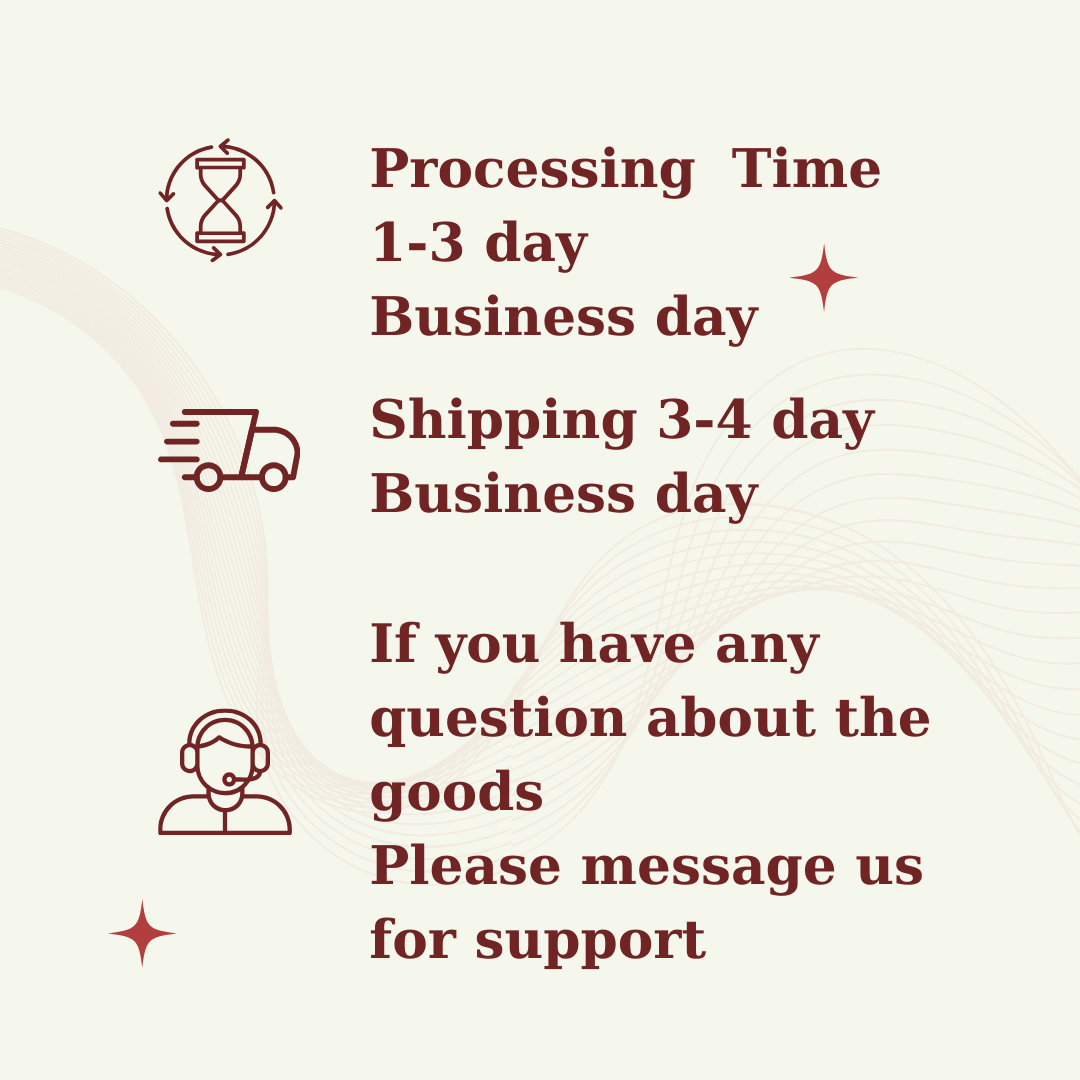 Processing  Time
1-3 day
Business day
Shipping 3-4 day
Business day
If you have any
question about the
goods
Please message us
for support